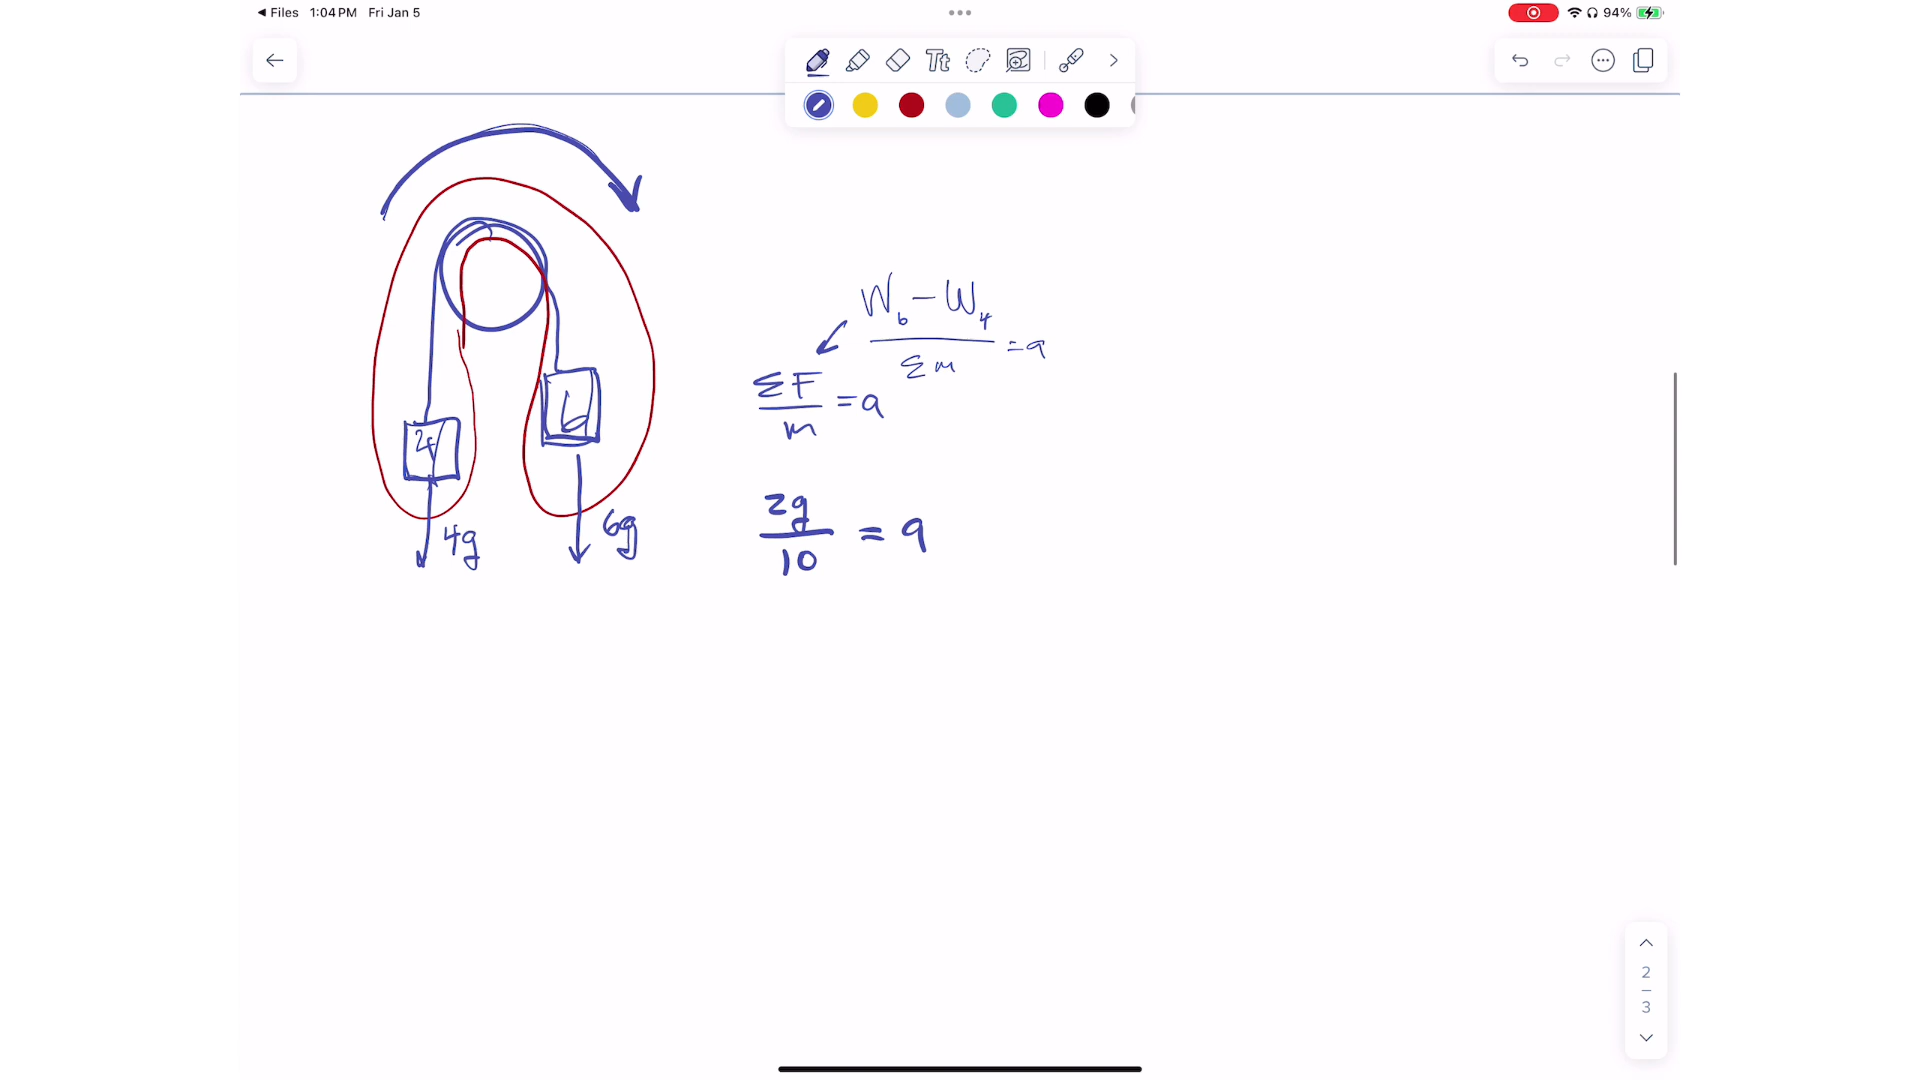 Files 1:04 PM Fri Jan 5
94%
Tt
W₆ - W₄
Σm
= a
ΣF
m
= a
4
6
4g
6g
2g
10
= a
2
3